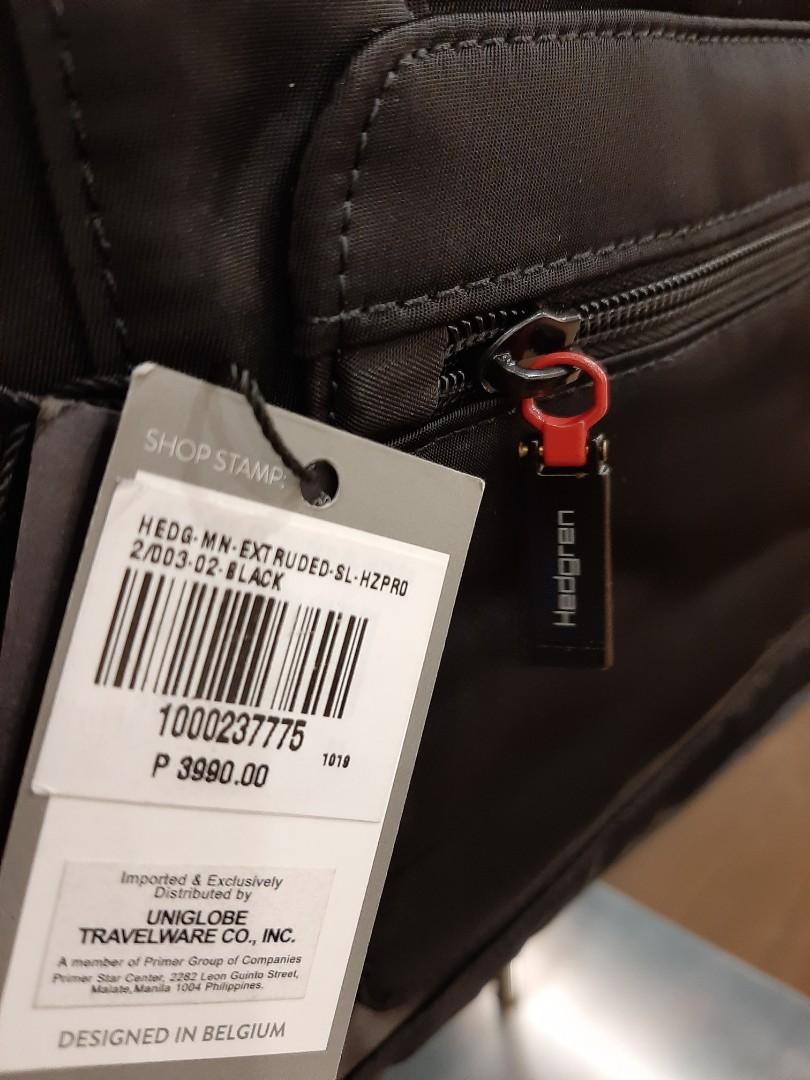 SHOP STAMP:
HEDG-MN-EXTRUDED-SL-HZPR0
2/003-02-BLACK
1000237775
P 3990.00
1019
Imported & Exclusively
Distributed by
UNIGLOBE
TRAVELWARE CO., INC.
A member of Primer Group of Companies
Primer Star Center, 2282 Leon Guinto Street,
Malate, Manila 1004 Philippines.
DESIGNED IN BELGIUM
Hedgren